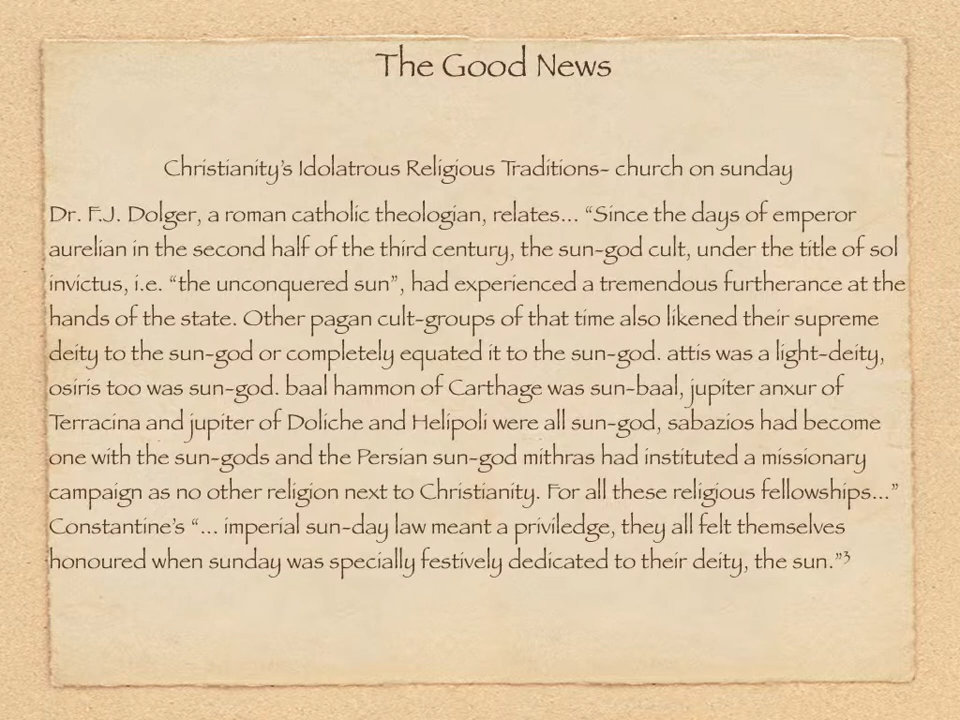 The Good News
Christianity's Idolatrous Religious Traditions- church on sunday
Dr. F.J. Dolger, a roman catholic theologian, relates... “Since the days of emperor
aurelian in the second half of the third century, the sun-god cult, under the title of sol
invictus, i.e. “the unconquered sun”, had experienced a tremendous furtherance at the
hands of the state. Other pagan cult-groups of that time also likened their supreme
deity to the sun-god or completely equated it to the sun-god. attis was a light-deity,
osiris too was sun-god. baal hammon of Carthage was sun-baal, jupiter anxur of
Terracina and jupiter of Doliche and Helipoli were all sun-god, sabazios had become
one with the sun-gods and the Persian sun-god mithras had instituted a missionary
campaign as no other religion next to Christianity. For all these religious fellowships...”
Constantine's “... imperial sun-day law meant a priviledge, they all felt themselves
honoured when sunday was specially festively dedicated to their deity, the sun.”³